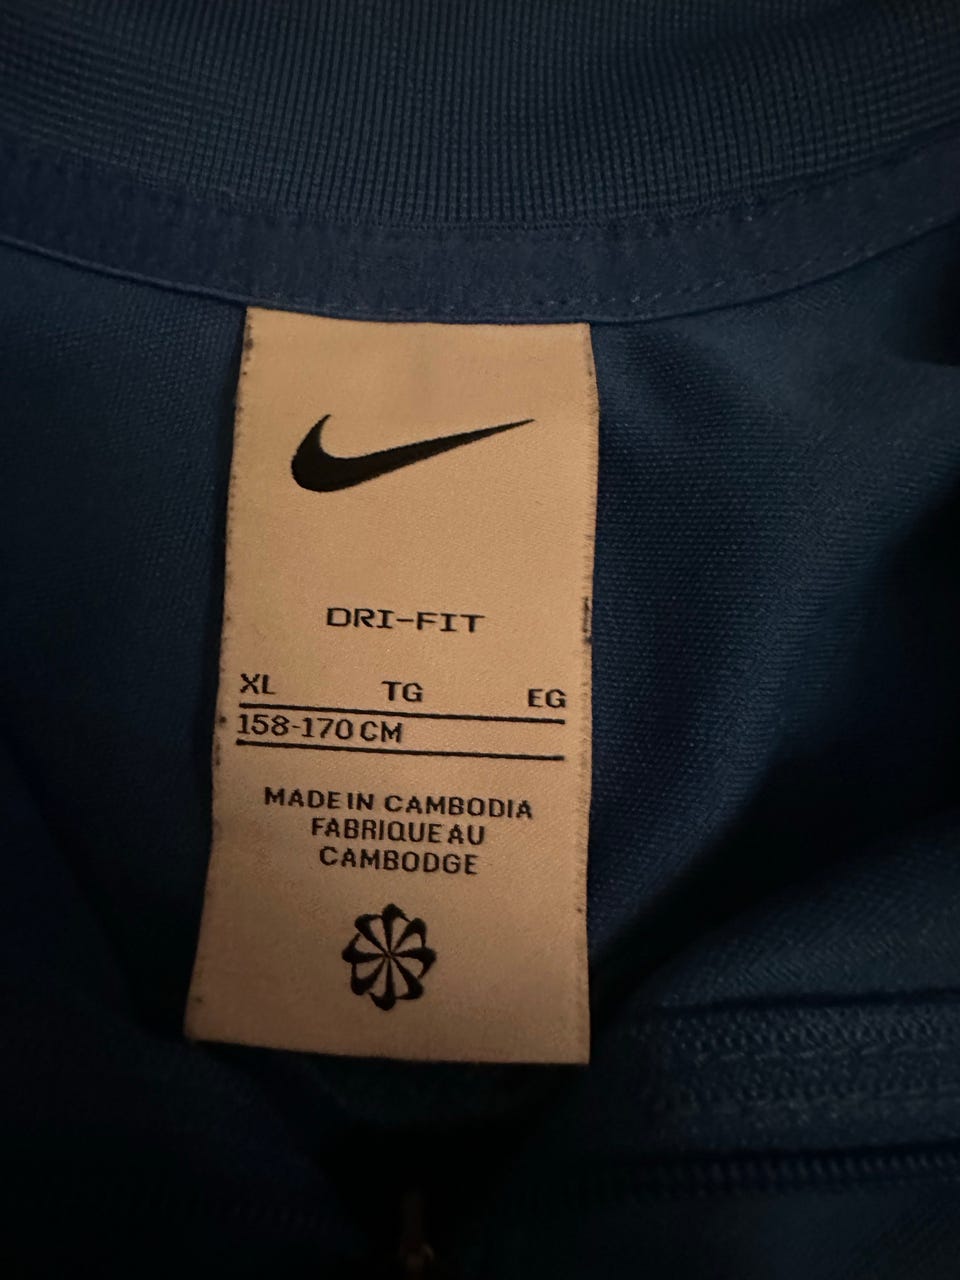 DRI-FIT
XL TG EG
158-170 CM
MADE IN CAMBODIA
FABRIQUE AU
CAMBODGE